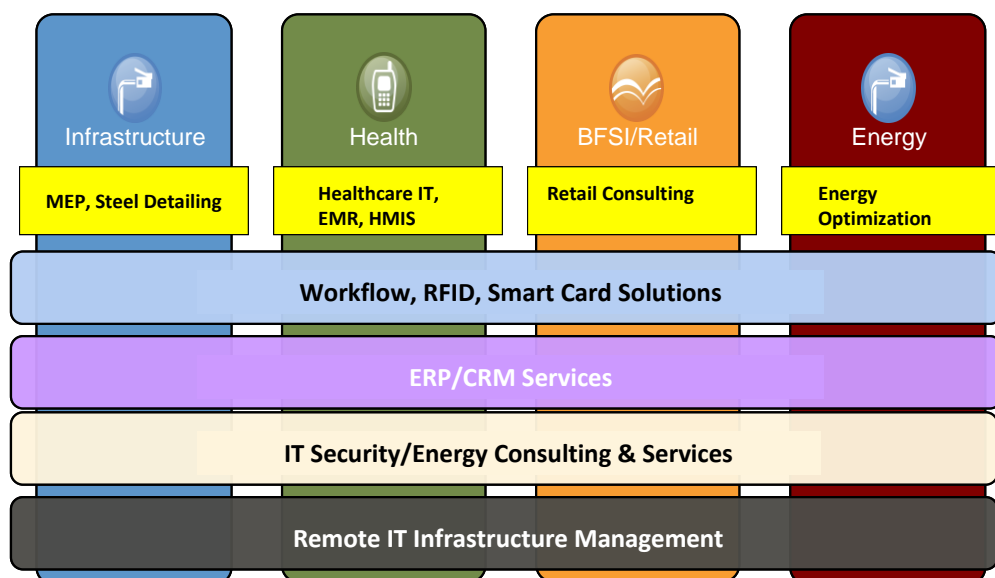 Infrastructure
Health
BFSI/Retail
Energy
MEP, Steel Detailing
Healthcare IT,
EMR, HMIS
Retail Consulting
Energy
Optimization
Workflow, RFID, Smart Card Solutions
ERP/CRM Services
IT Security/Energy Consulting & Services
Remote IT Infrastructure Management